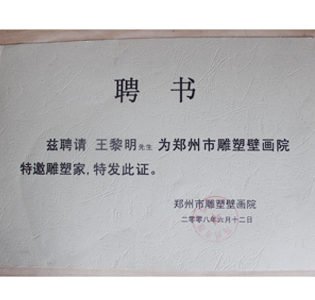 聘书
兹聘请 王黎明先生 为郑州市雕塑壁画院
特邀雕塑家,特发此证。
郑州市雕塑壁画院
二零零八年六月十二日